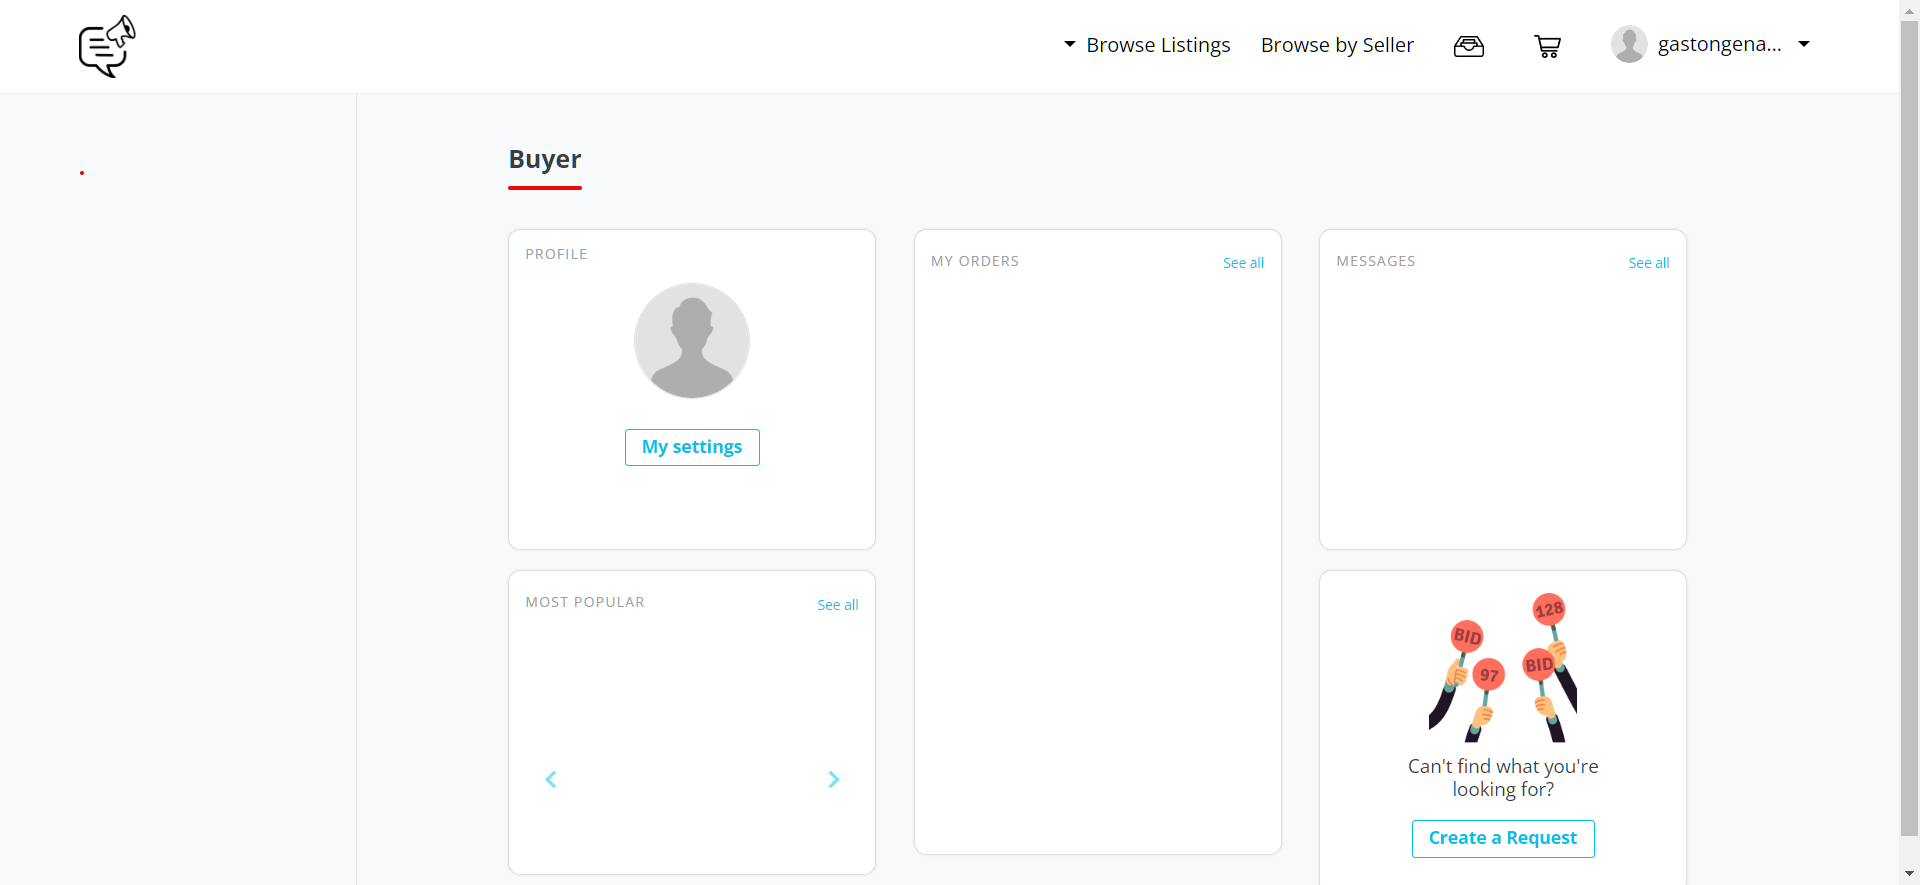 Browse Listings
Browse by Seller
gastongena...
Buyer
PROFILE
My settings
MY ORDERS
See all
MESSAGES
See all
MOST POPULAR
See all
128
BID
97
BID
Can't find what you're
looking for?
Create a Request